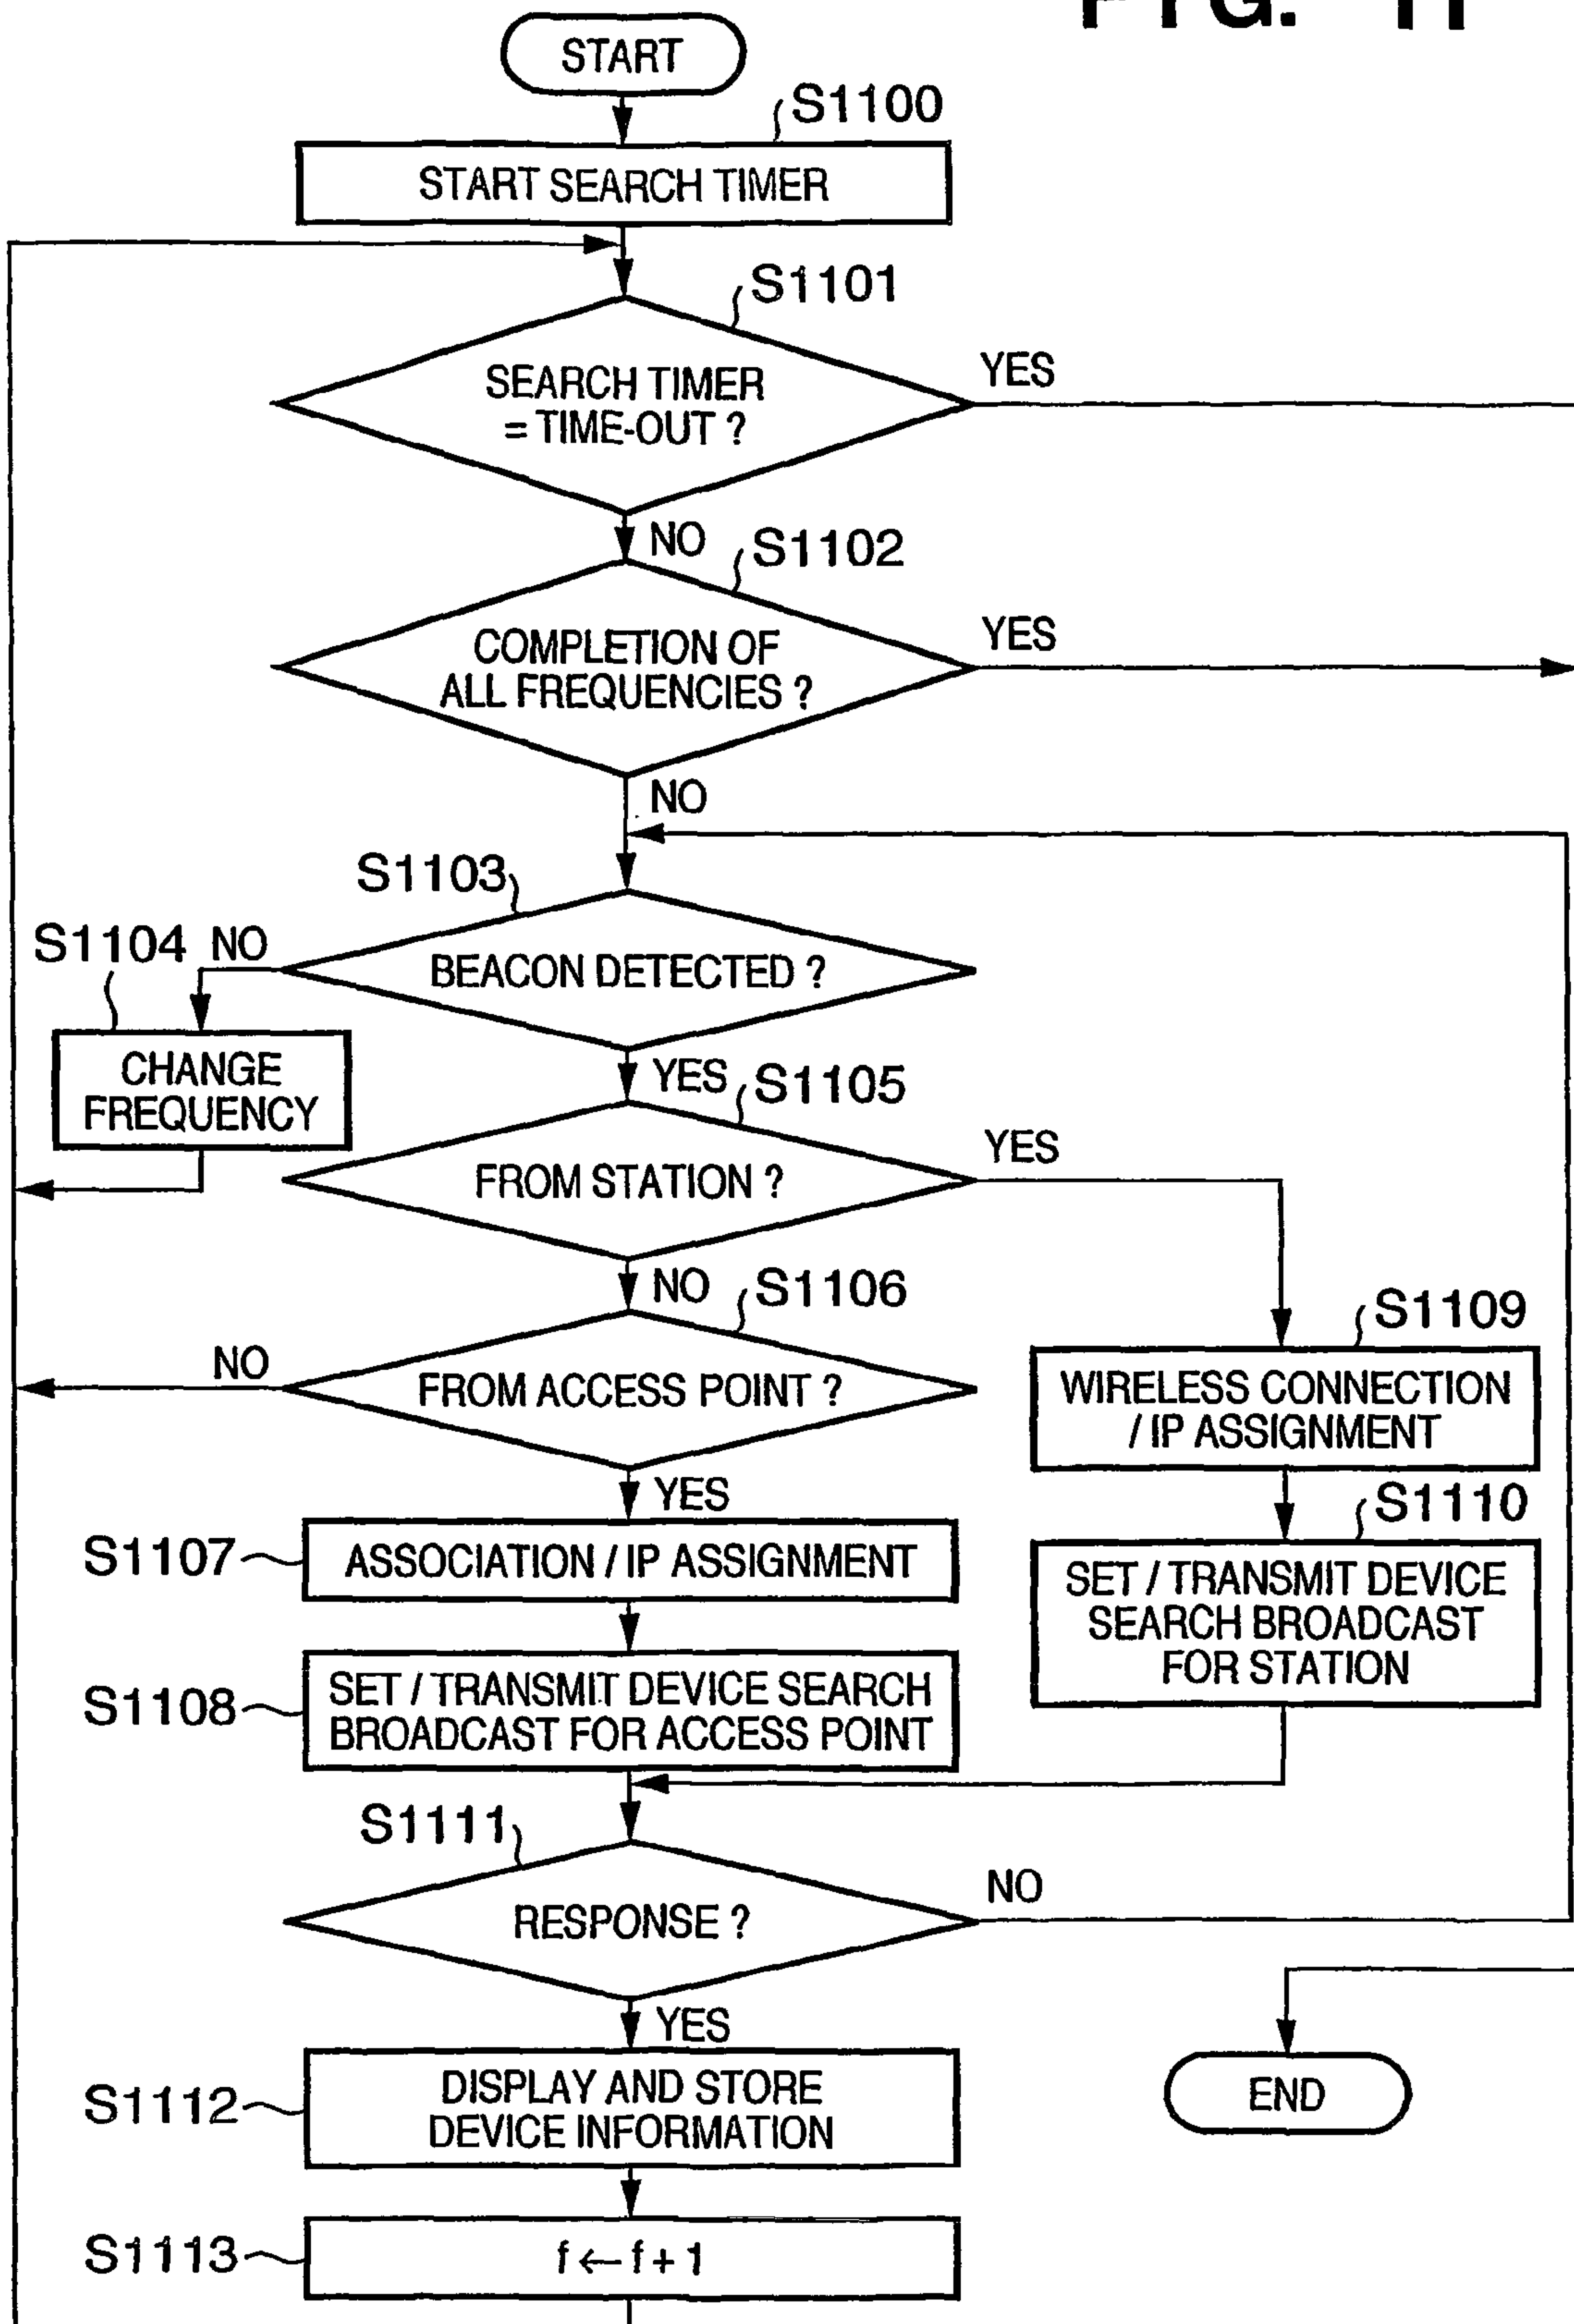 FIG. 11
START
S1100
START SEARCH TIMER
S1101
SEARCH TIMER
= TIME-OUT ?
YES
NO
S1102
COMPLETION OF
ALL FREQUENCIES ?
YES
NO
S1103
BEACON DETECTED ?
S1104
NO
CHANGE
FREQUENCY
YES
S1105
FROM STATION ?
YES
NO
S1106
FROM ACCESS POINT ?
NO
S1109
WIRELESS CONNECTION
/ IP ASSIGNMENT
YES
S1107
ASSOCIATION / IP ASSIGNMENT
S1110
SET / TRANSMIT DEVICE
SEARCH BROADCAST
FOR STATION
S1108
SET / TRANSMIT DEVICE SEARCH
BROADCAST FOR ACCESS POINT
S1111
RESPONSE ?
NO
YES
S1112
DISPLAY AND STORE
DEVICE INFORMATION
END
S1113
f ← f + 1